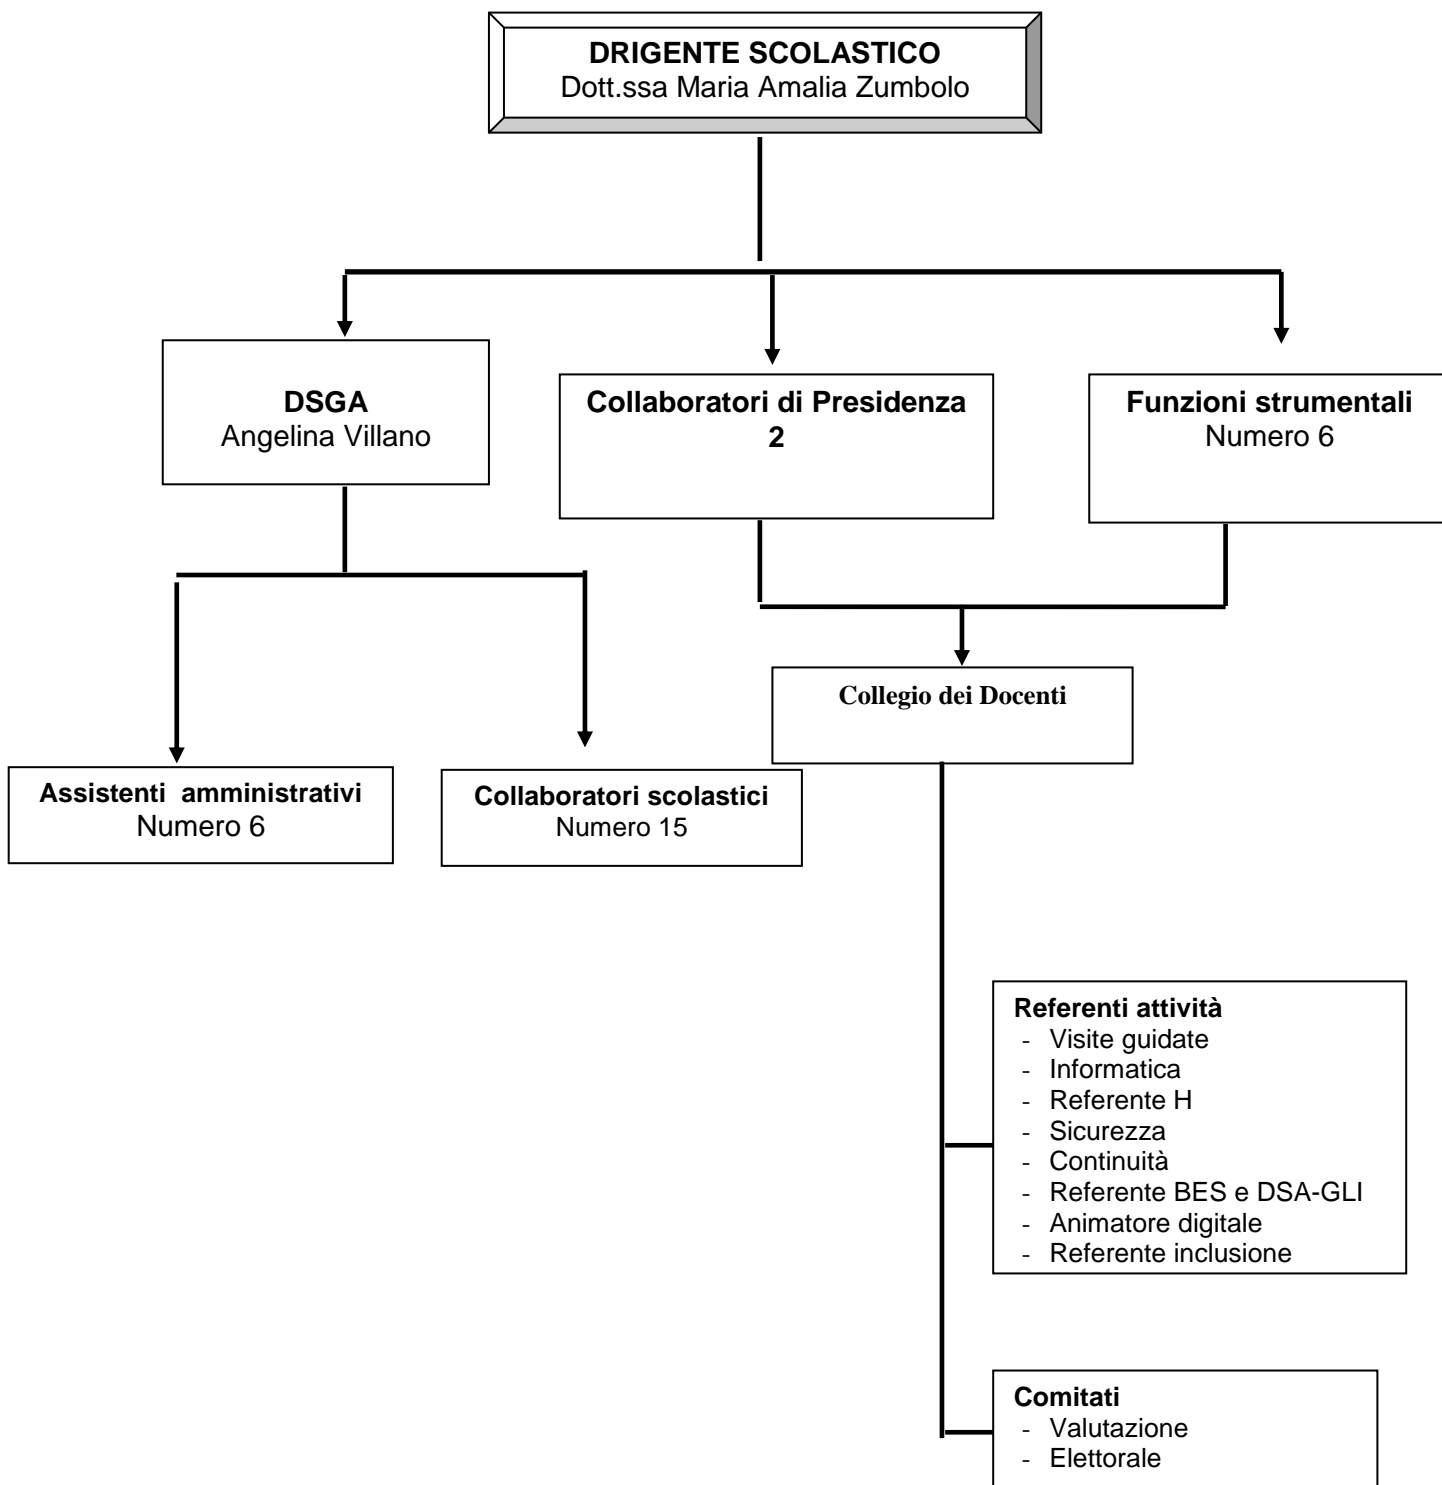 DRIGENTE SCOLASTICO
Dott.ssa Maria Amalia Zumbolo
DSGA
Angelina Villano
Collaboratori di Presidenza
2
Funzioni strumentali
Numero 6
Collegio dei Docenti
Assistenti amministrativi
Numero 6
Collaboratori scolastici
Numero 15
Referenti attività
- Visite guidate
- Informatica
- Referente H
- Sicurezza
- Continuità
- Referente BES e DSA-GLI
- Animatore digitale
- Referente inclusione
Comitati
- Valutazione
- Elettorale